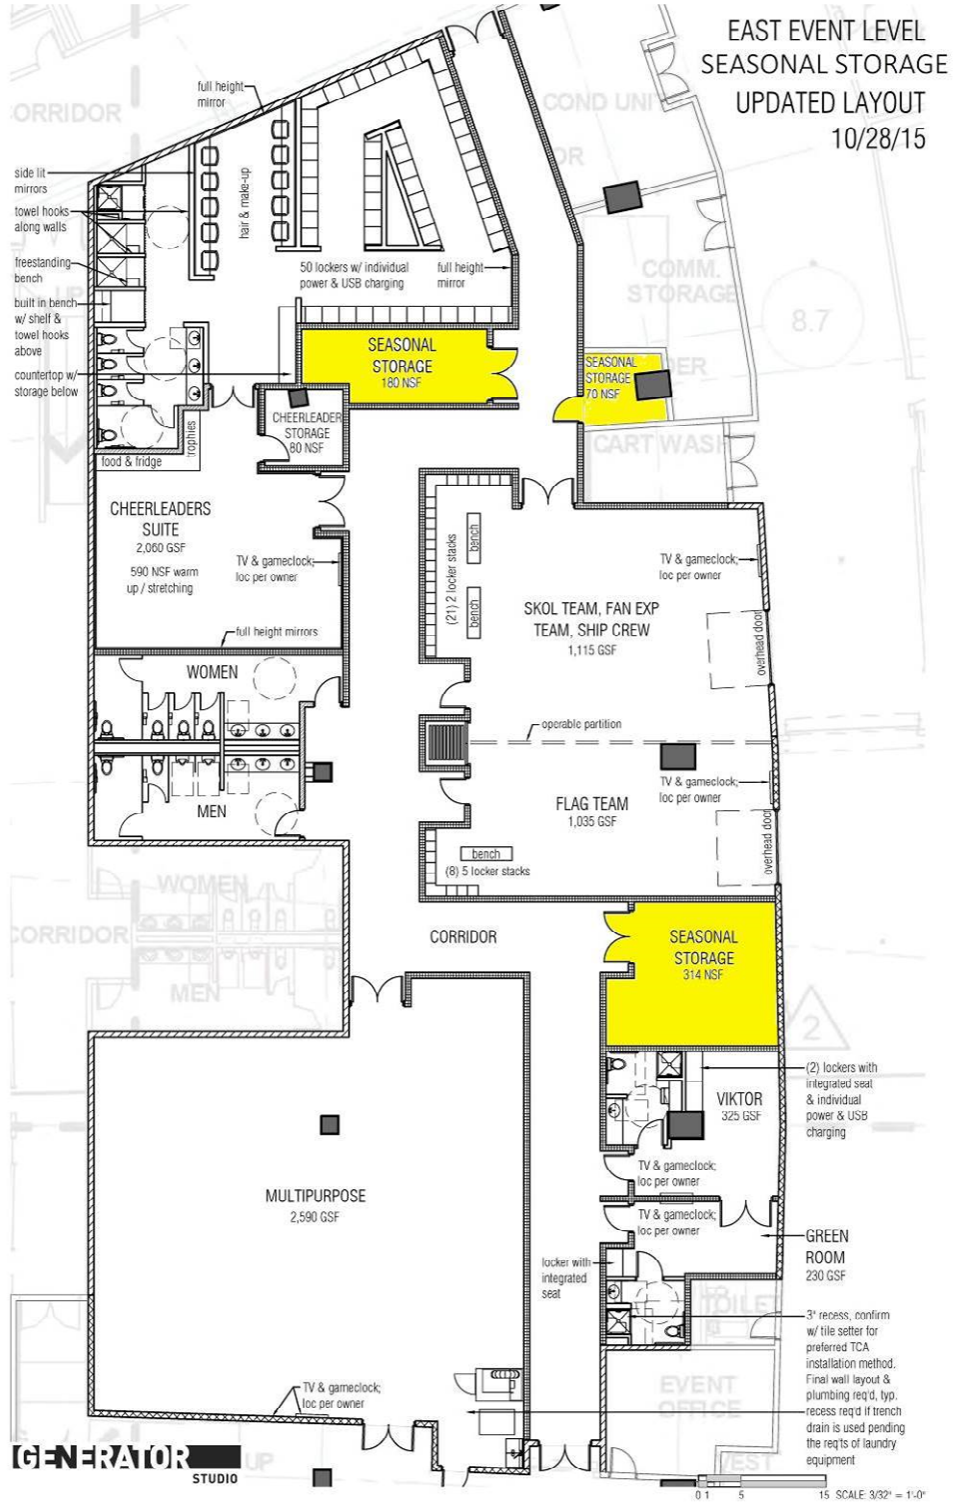 EAST EVENT LEVEL
SEASONAL STORAGE
UPDATED LAYOUT
10/28/15
full height
mirror
CORRIDOR
COND UNIT
side lit
mirrors
towel hooks
along walls
hair & make-up
freestanding
bench
built in bench
w/ shelf &
towel hooks
above
countertop w/
storage below
50 lockers w/ individual
power & USB charging
full height
mirror
COMM.
STORAGE
8.7
SEASONAL
STORAGE
180 NSF
SEASONAL
STORAGE
70 NSF
CHEERLEADER
STORAGE
80 NSF
CART WASH
trophies
food & fridge
CHEERLEADERS
SUITE
2,060 GSF
590 NSF warm
up / stretching
TV & gameclock;
loc per owner
full height mirrors
(21) 2 locker stacks
bench
bench
TV & gameclock;
loc per owner
SKOL TEAM, FAN EXP
TEAM, SHIP CREW
1,115 GSF
overhead door
WOMEN
operable partition
TV & gameclock;
loc per owner
MEN
FLAG TEAM
1,035 GSF
overhead door
bench
(8) 5 locker stacks
WOMEN
CORRIDOR
MEN
CORRIDOR
SEASONAL
STORAGE
314 NSF
2
(2) lockers with
integrated seat
& individual
power & USB
charging
VIKTOR
325 GSF
TV & gameclock;
loc per owner
MULTIPURPOSE
2,590 GSF
TV & gameclock;
loc per owner
GREEN
ROOM
230 GSF
locker with
integrated
seat
TOILET
3" recess, confirm
w/ tile setter for
preferred TCA
installation method.
Final wall layout &
plumbing req'd, typ.
recess req'd if trench
drain is used pending
the req'ts of laundry
equipment
EVENT
OFFICE
TV & gameclock;
loc per owner
GENERATOR
STUDIO
UP
VEST
0 1 5 15 SCALE: 3/32" = 1'-0"